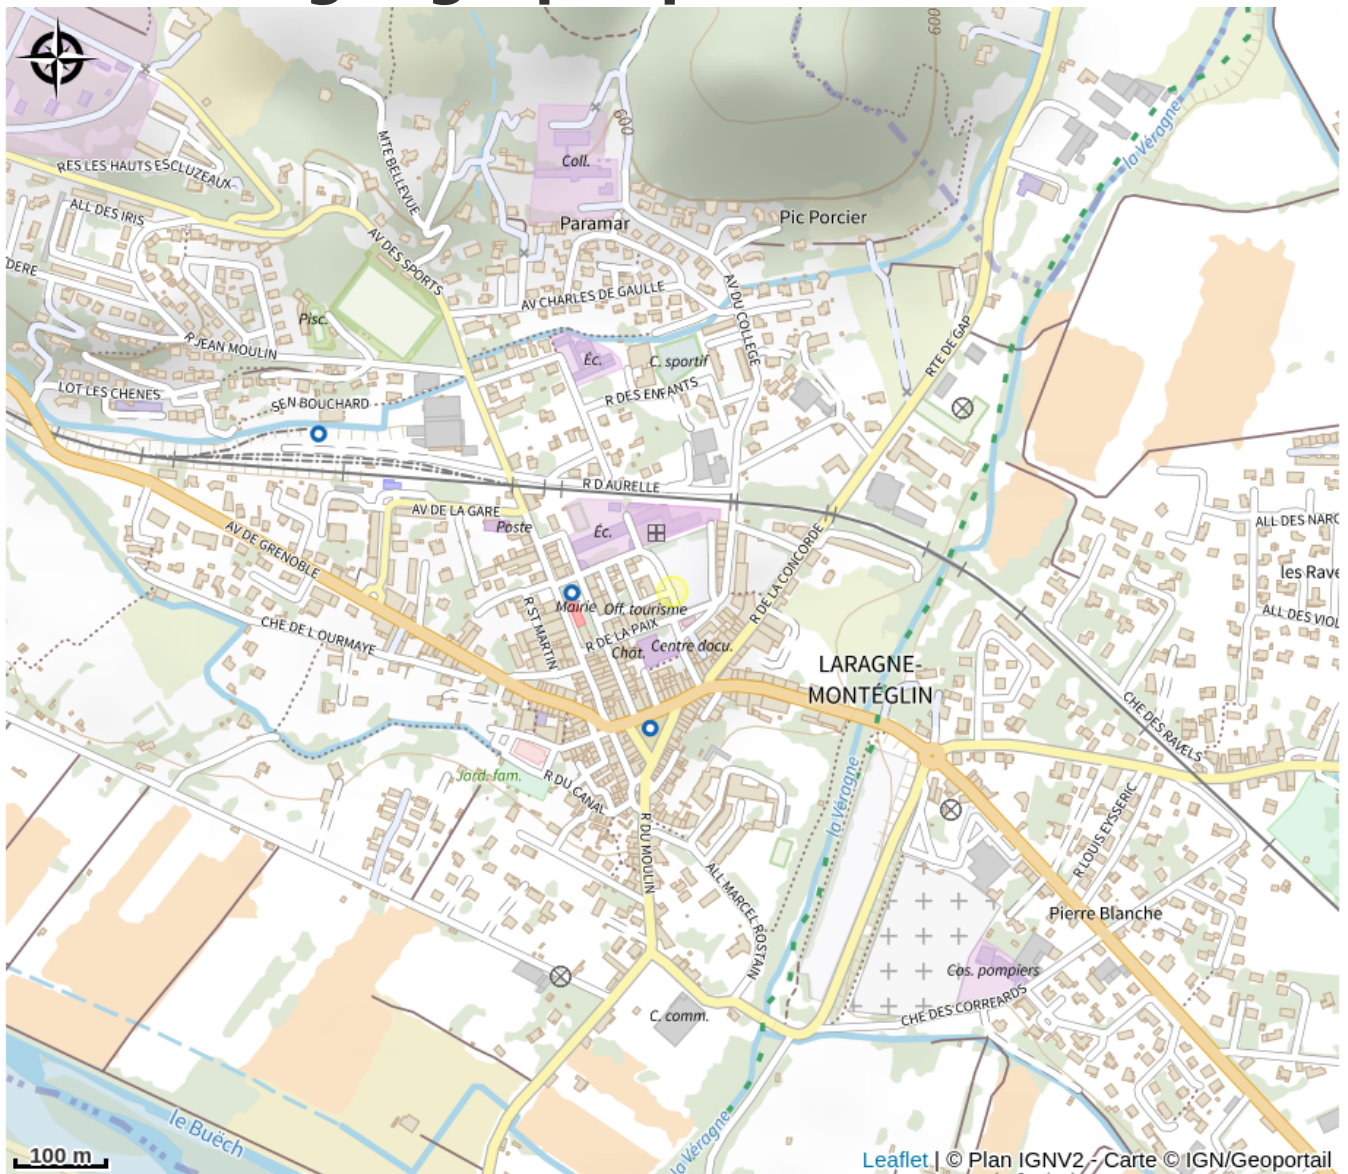 600
600
la Véragne
Coll.
RES LES HAUTS ESCLUZEAUX
MTE BELLEVUE
ALL DES IRIS
Paramar
Pic Porcier
AV DES SPORTS
DERE
AV CHARLES DE GAULLE
AV DU COLLEGE
Pisc.
R JEAN MOULIN
RTE DE GAP
Éc.
C. sportif
LOT LES CHENES
R DES ENFANTS
SEN BOUCHARD
R D AURELLE
AV DE LA GARE
Poste
Éc.
ALL DES NARC
AV DE GRENOBLE
R DE LA CONCORDE
les Rave
Mairie
Off. tourisme
ALL DES VIOL
R ST MARTIN
CHE DE L OURMAYE
R DE LA PAIX
Chât.
Centre docu.
LARAGNE-
MONTÉGLIN
CHE DES RAVELS
Jard. fam.
R DU CANAL
la Véragne
R LOUIS EYSSERIC
R DU MOULIN
ALL MARCEL ROSTAIN
Pierre Blanche
Cas. pompiers
CHE DES CORREARDS
C. comm.
le Buëch
la Véragne
100 m
Leaflet | © Plan IGNV2 - Carte © IGN/Geoportail